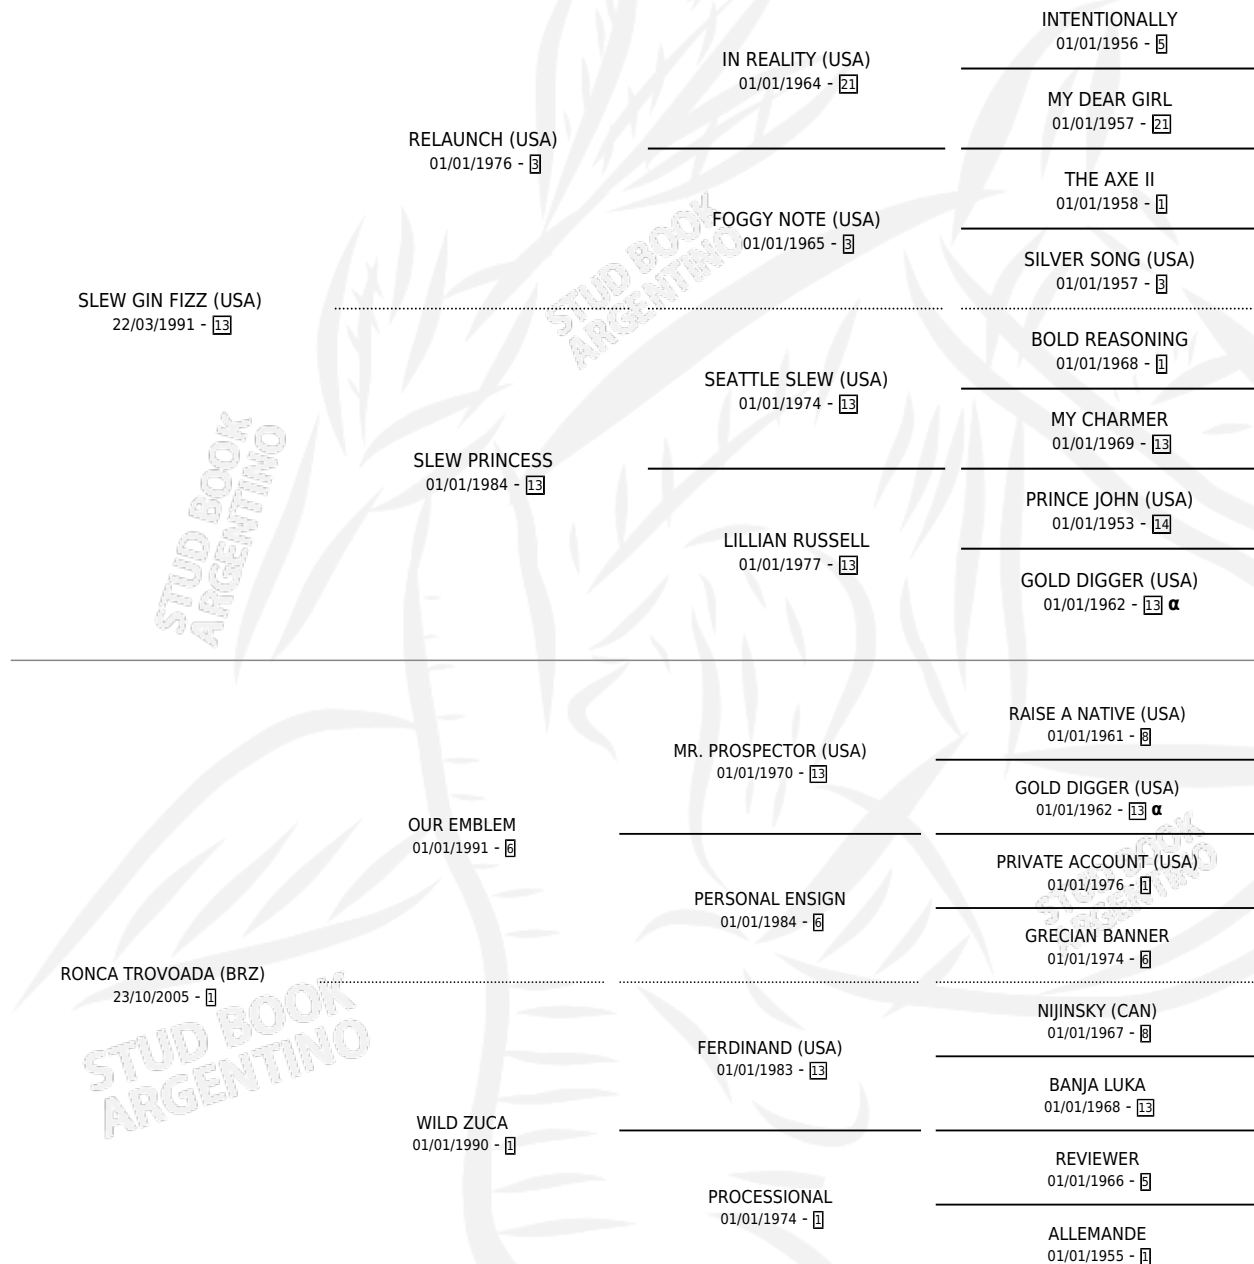 INTENTIONALLY
01/01/1956 - 5
IN REALITY (USA)
01/01/1964 - 21
MY DEAR GIRL
01/01/1957 - 21
RELAUNCH (USA)
01/01/1976 - 3
THE AXE II
01/01/1958 - 1
FOGGY NOTE (USA)
01/01/1965 - 3
SILVER SONG (USA)
01/01/1957 - 3
SLEW GIN FIZZ (USA)
22/03/1991 - 13
BOLD REASONING
01/01/1968 - 1
SEATTLE SLEW (USA)
01/01/1974 - 13
MY CHARMER
01/01/1969 - 13
SLEW PRINCESS
01/01/1984 - 13
PRINCE JOHN (USA)
01/01/1953 - 14
LILLIAN RUSSELL
01/01/1977 - 13
GOLD DIGGER (USA)
01/01/1962 - 13 α
RAISE A NATIVE (USA)
01/01/1961 - 8
MR. PROSPECTOR (USA)
01/01/1970 - 13
GOLD DIGGER (USA)
01/01/1962 - 13 α
OUR EMBLEM
01/01/1991 - 6
PRIVATE ACCOUNT (USA)
01/01/1976 - 1
PERSONAL ENSIGN
01/01/1984 - 6
GRECIAN BANNER
01/01/1974 - 6
RONCA TROVOADA (BRZ)
23/10/2005 - 1
NIJINSKY (CAN)
01/01/1967 - 8
FERDINAND (USA)
01/01/1983 - 13
BANJA LUKA
01/01/1968 - 13
WILD ZUCA
01/01/1990 - 1
REVIEWER
01/01/1966 - 5
PROCESSIONAL
01/01/1974 - 1
ALLEMANDE
01/01/1955 - 1
STUD BOOK
ARGENTINO
STUD BOOK
ARGENTINO
STUD BOOK
ARGENTINO
STUD BOOK
ARGENTINO